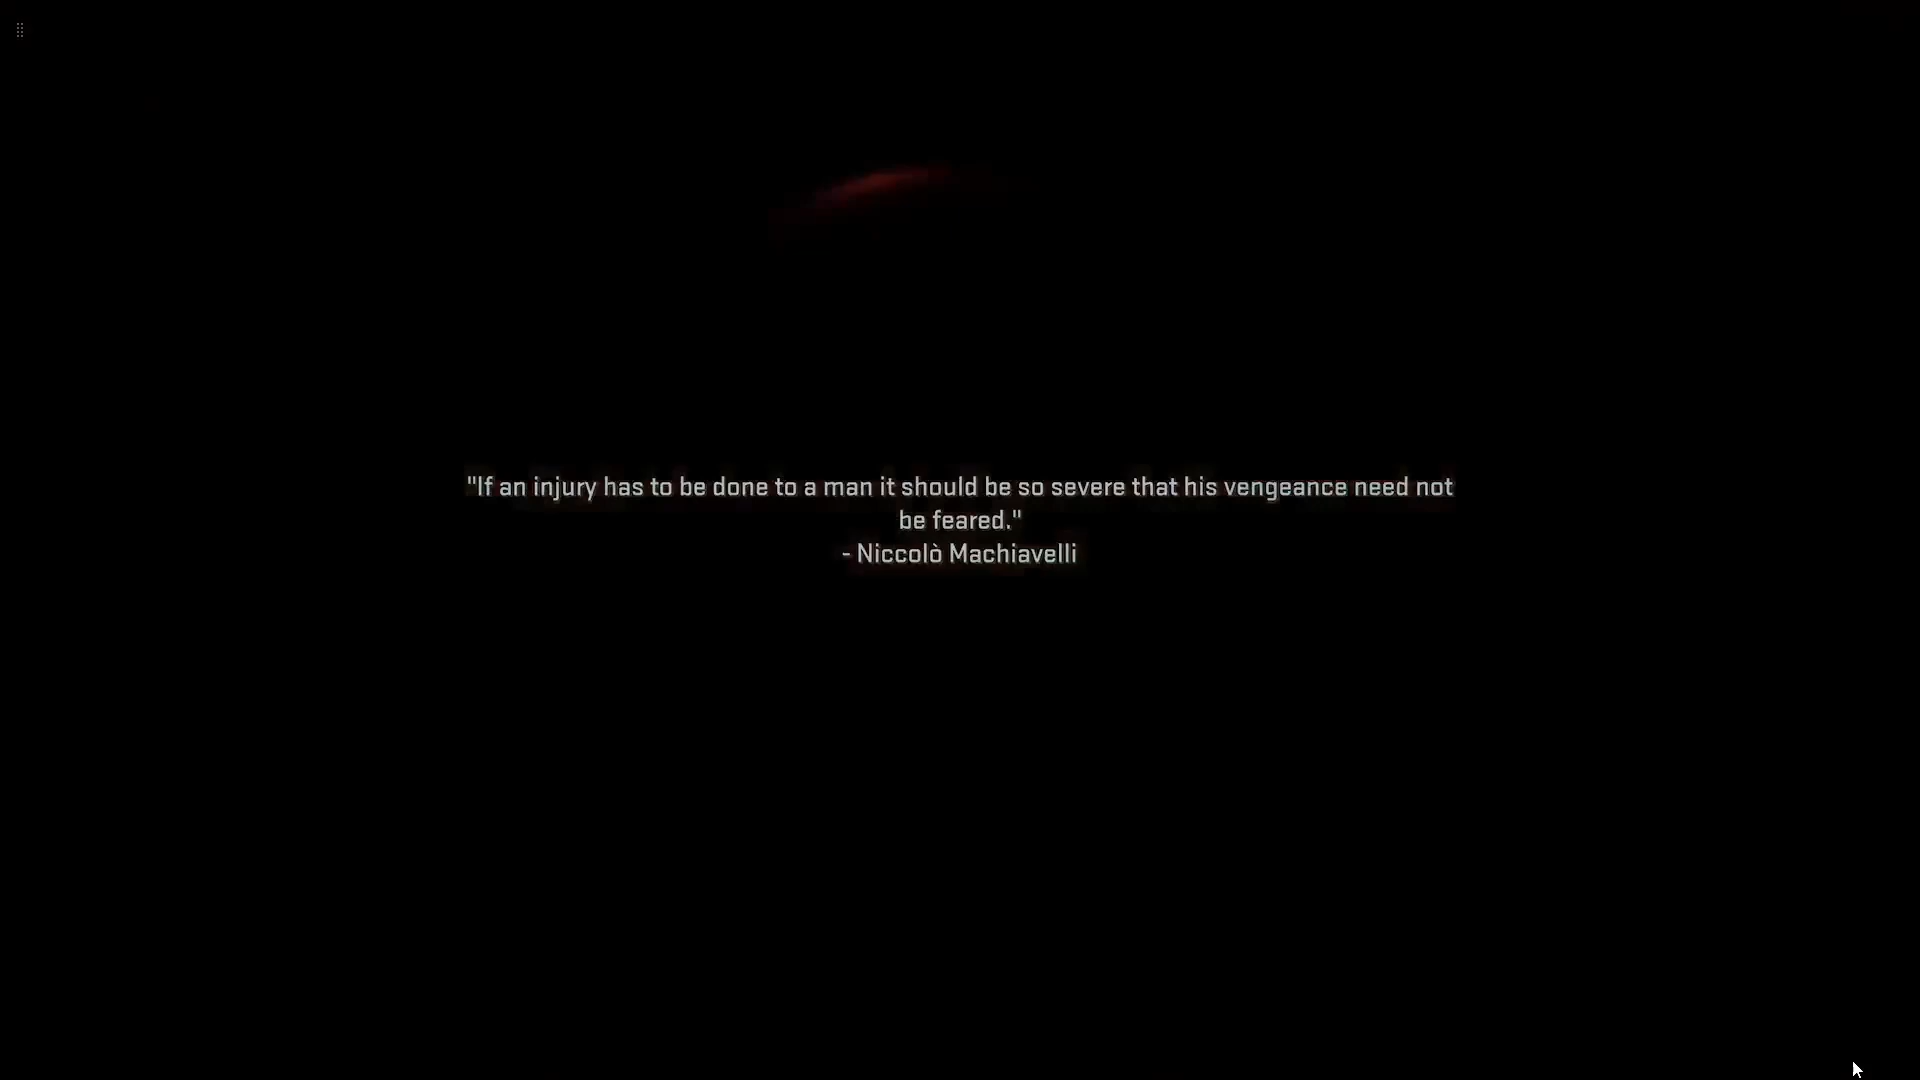 "If an injury has to be done to a man it should be so severe that his vengeance need not
be feared."
- Niccolò Machiavelli